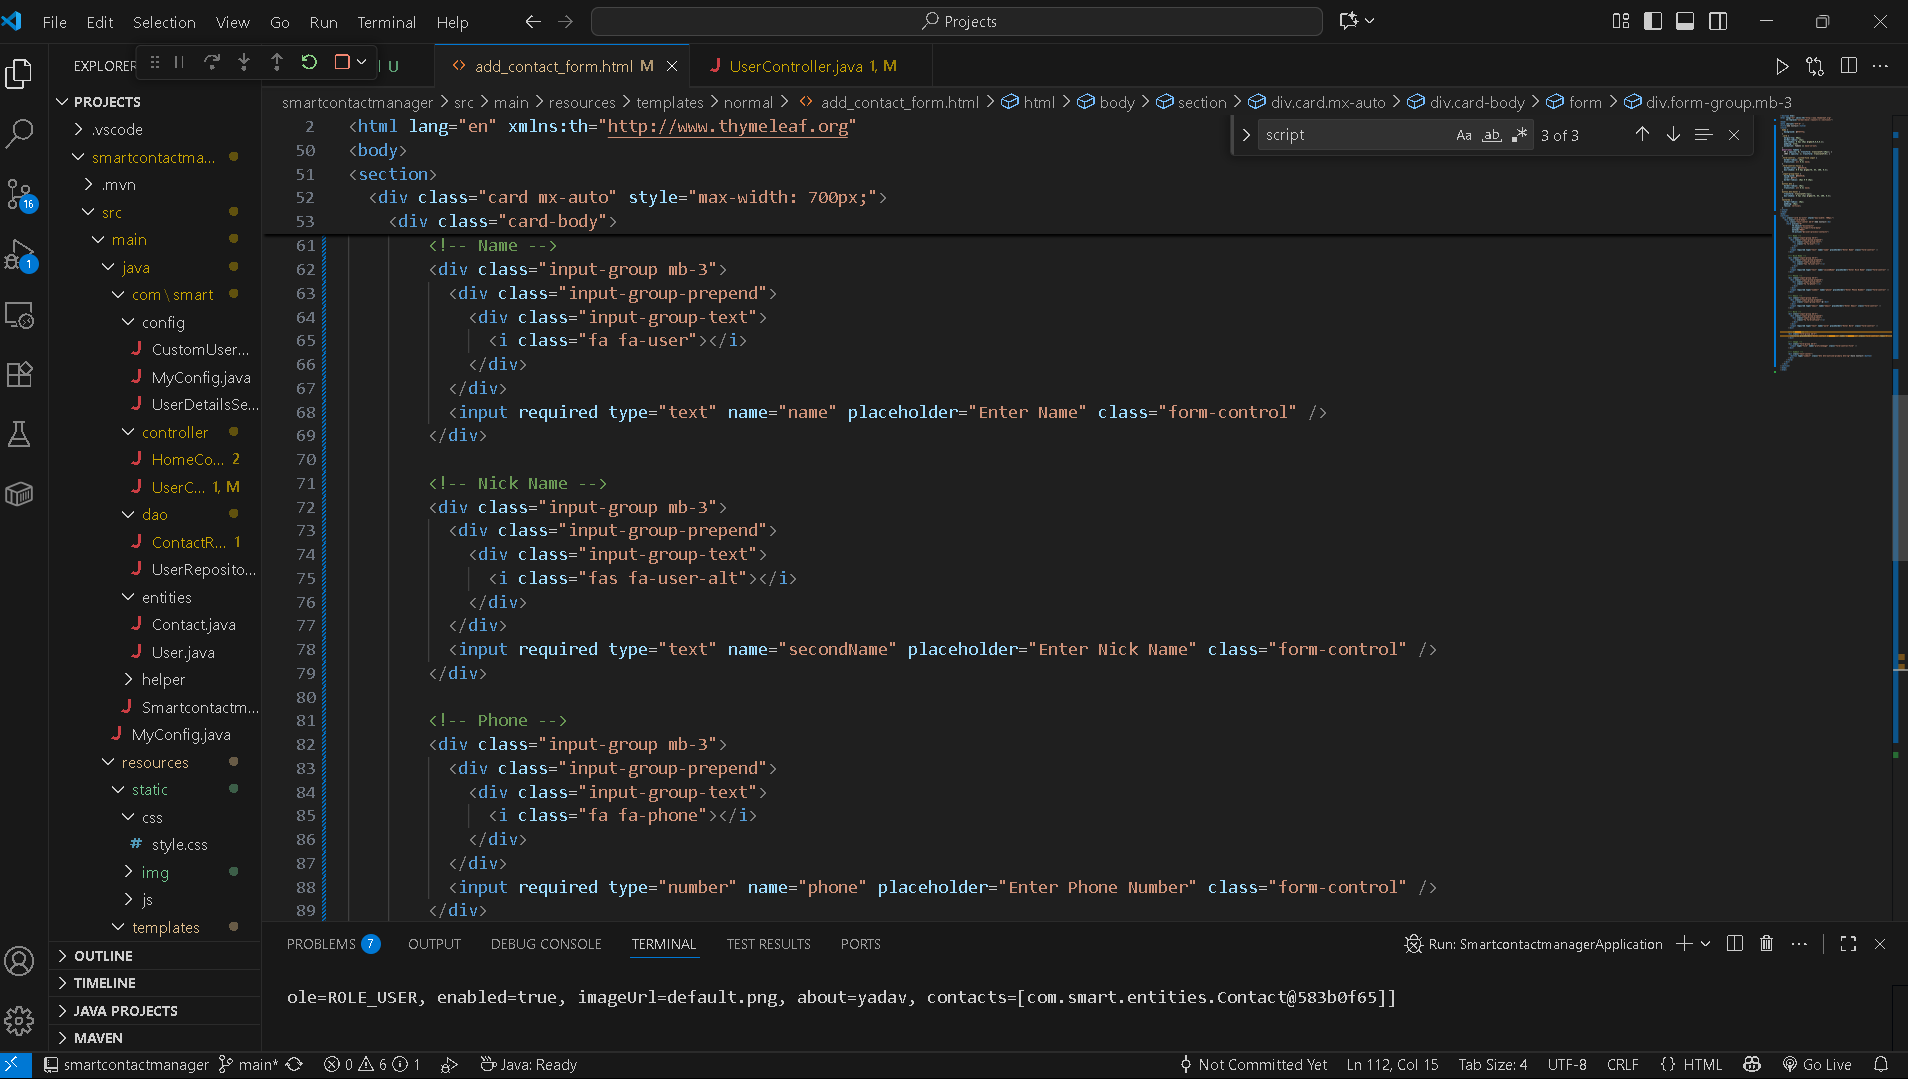 File Edit Selection View Go Run Terminal Help
Projects
EXPLORER
U
add_contact_form.html M
UserController.java 1, M
smartcontactmanager > src > main > resources > templates > normal > add_contact_form.html > html > body > section > div.card.mx-auto > div.card-body > form > div.form-group.mb-3
script
Aa ab .* 3 of 3
PROJECTS
.vscode
smartcontactma...
.mvn
src
main
java
com \ smart
config
CustomUser...
MyConfig.java
UserDetailsSe...
controller
HomeCo... 2
UserC... 1, M
dao
ContactR... 1
UserReposito...
entities
Contact.java
User.java
helper
Smartcontactm...
MyConfig.java
resources
static
css
# style.css
img
js
templates
OUTLINE
TIMELINE
JAVA PROJECTS
MAVEN
16
1
2 <html lang="en" xmlns:th="http://www.thymeleaf.org"
50 <body>
51 <section>
52 <div class="card mx-auto" style="max-width: 700px;">
53 <div class="card-body">
61 <!-- Name -->
62 <div class="input-group mb-3">
63 <div class="input-group-prepend">
64 <div class="input-group-text">
65 <i class="fa fa-user"></i>
66 </div>
67 </div>
68 <input required type="text" name="name" placeholder="Enter Name" class="form-control" />
69 </div>
70
71 <!-- Nick Name -->
72 <div class="input-group mb-3">
73 <div class="input-group-prepend">
74 <div class="input-group-text">
75 <i class="fas fa-user-alt"></i>
76 </div>
77 </div>
78 <input required type="text" name="secondName" placeholder="Enter Nick Name" class="form-control" />
79 </div>
80
81 <!-- Phone -->
82 <div class="input-group mb-3">
83 <div class="input-group-prepend">
84 <div class="input-group-text">
85 <i class="fa fa-phone"></i>
86 </div>
87 </div>
88 <input required type="number" name="phone" placeholder="Enter Phone Number" class="form-control" />
89 </div>
PROBLEMS 7 OUTPUT DEBUG CONSOLE TERMINAL TEST RESULTS PORTS
Run: SmartcontactmanagerApplication
ole=ROLE_USER, enabled=true, imageUrl=default.png, about=yadav, contacts=[com.smart.entities.Contact@583b0f65]]
smartcontactmanager main* 0 6 1 Java: Ready
Not Committed Yet Ln 112, Col 15 Tab Size: 4 UTF-8 CRLF {} HTML Go Live